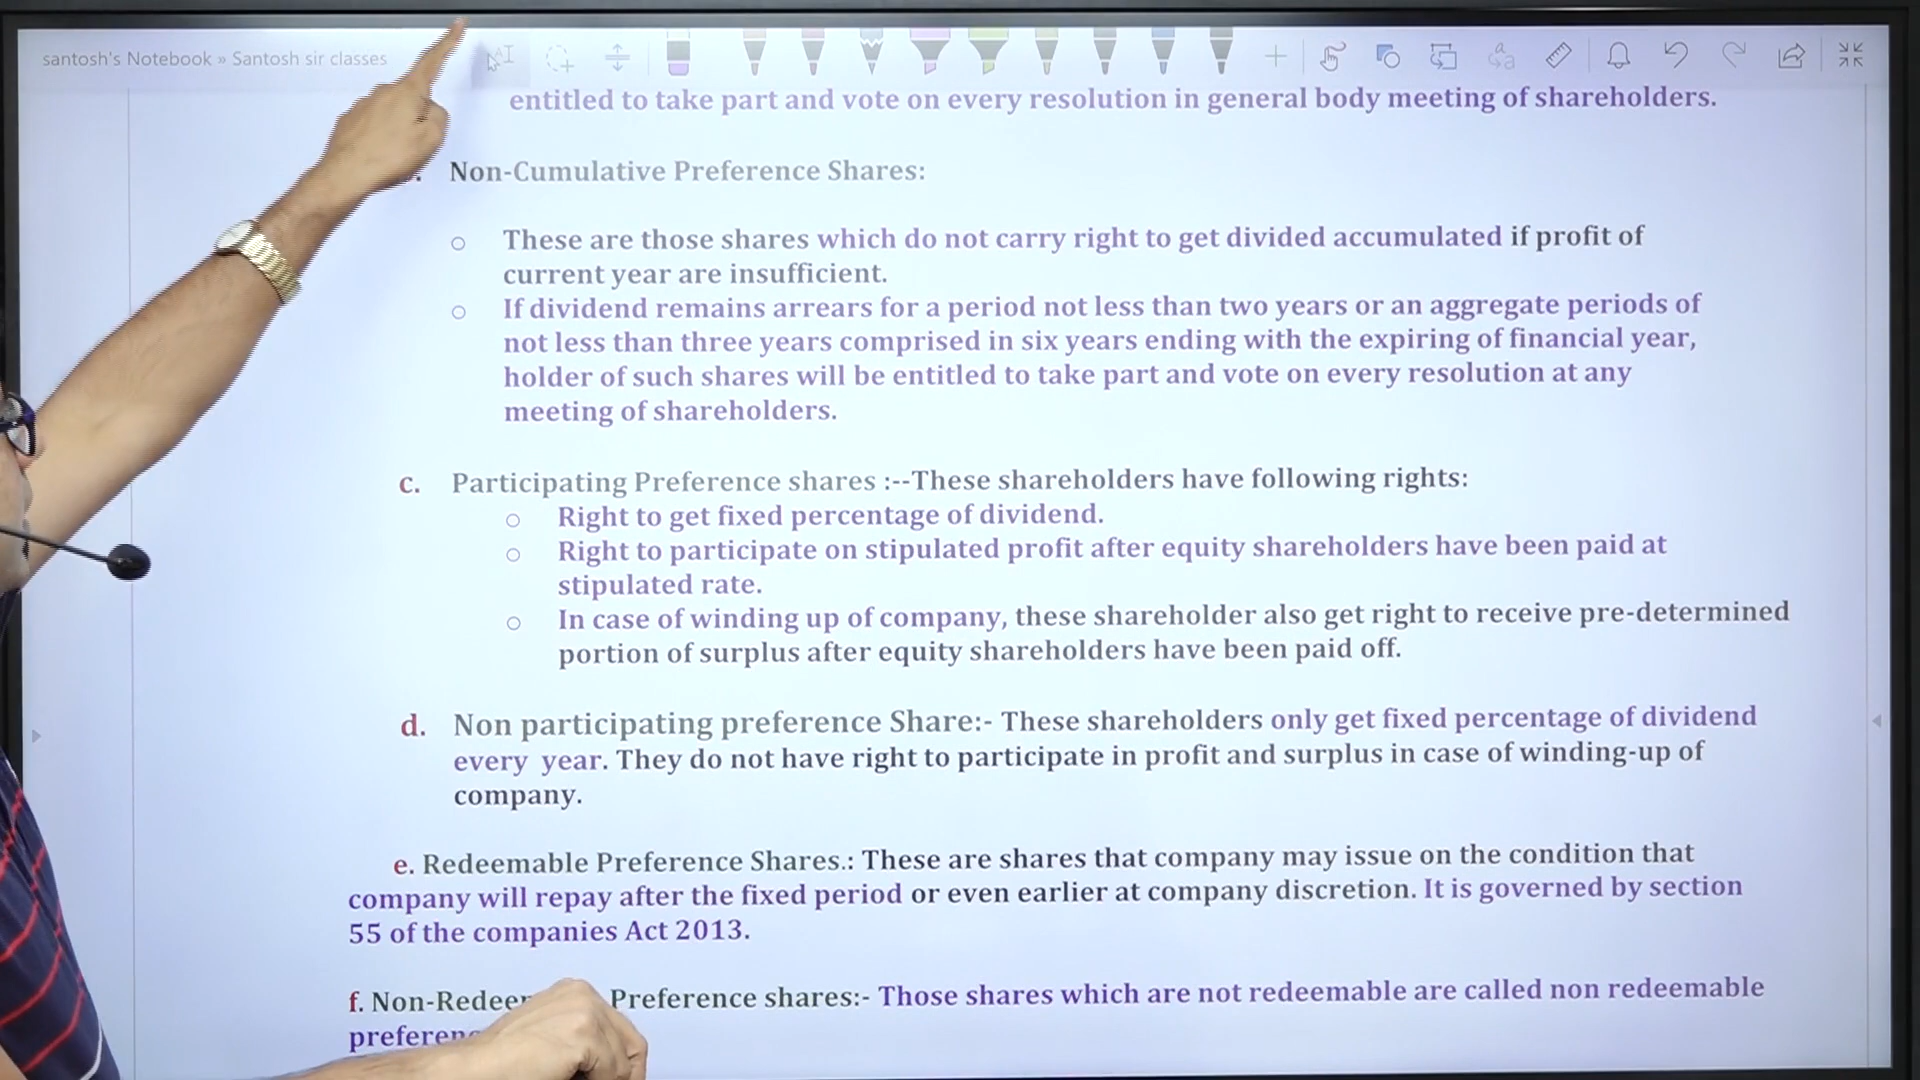 santosh's Notebook » Santosh sir classes
entitled to take part and vote on every resolution in general body meeting of shareholders.
Non-Cumulative Preference Shares:
These are those shares which do not carry right to get divided accumulated if profit of
current year are insufficient.
If dividend remains arrears for a period not less than two years or an aggregate periods of
not less than three years comprised in six years ending with the expiring of financial year,
holder of such shares will be entitled to take part and vote on every resolution at any
meeting of shareholders.
c. Participating Preference shares :--These shareholders have following rights:
Right to get fixed percentage of dividend.
Right to participate on stipulated profit after equity shareholders have been paid at
stipulated rate.
In case of winding up of company, these shareholder also get right to receive pre-determined
portion of surplus after equity shareholders have been paid off.
d. Non participating preference Share:- These shareholders only get fixed percentage of dividend
every year. They do not have right to participate in profit and surplus in case of winding-up of
company.
e. Redeemable Preference Shares.: These are shares that company may issue on the condition that
company will repay after the fixed period or even earlier at company discretion. It is governed by section
55 of the companies Act 2013.
f. Preference shares:- Those shares which are not redeemable are called non redeemable